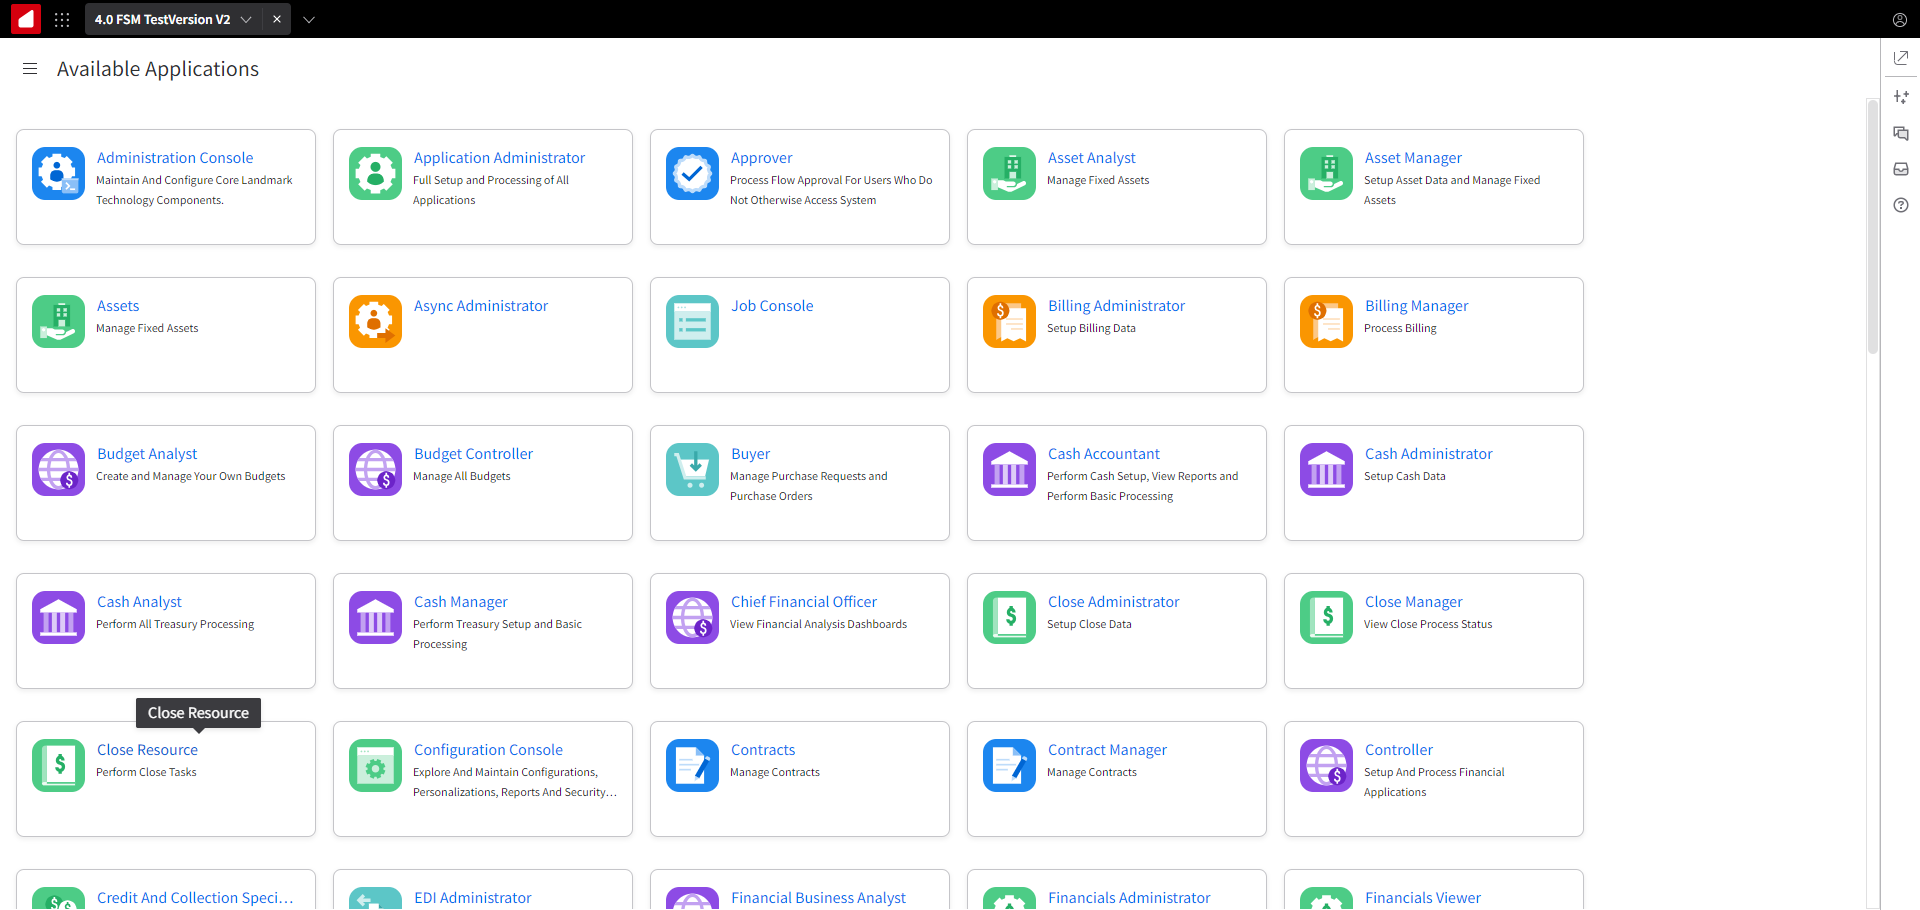 4.0 FSM TestVersion V2
Available Applications
Administration Console
Maintain And Configure Core Landmark
Technology Components.
Application Administrator
Full Setup and Processing of All
Applications
Approver
Process Flow Approval For Users Who Do
Not Otherwise Access System
Asset Analyst
Manage Fixed Assets
Asset Manager
Setup Asset Data and Manage Fixed
Assets
Assets
Manage Fixed Assets
Async Administrator
Job Console
Billing Administrator
Setup Billing Data
Billing Manager
Process Billing
Budget Analyst
Create and Manage Your Own Budgets
Budget Controller
Manage All Budgets
Buyer
Manage Purchase Requests and
Purchase Orders
Cash Accountant
Perform Cash Setup, View Reports and
Perform Basic Processing
Cash Administrator
Setup Cash Data
Cash Analyst
Perform All Treasury Processing
Cash Manager
Perform Treasury Setup and Basic
Processing
Chief Financial Officer
View Financial Analysis Dashboards
Close Administrator
Setup Close Data
Close Manager
View Close Process Status
Close Resource
Close Resource
Perform Close Tasks
Configuration Console
Explore And Maintain Configurations,
Personalizations, Reports And Security…
Contracts
Manage Contracts
Contract Manager
Manage Contracts
Controller
Setup And Process Financial
Applications
Credit And Collection Speci…
EDI Administrator
Financial Business Analyst
Financials Administrator
Financials Viewer